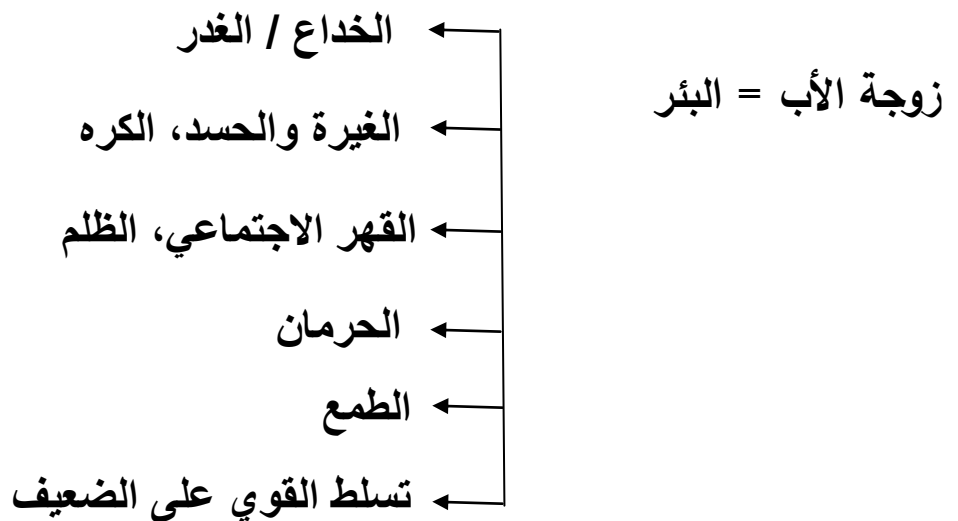 زوجة الأب = البئر
الخداع / الغدر
الغيرة والحسد، الكره
القهر الاجتماعي، الظلم
الحرمان
الطمع
تسلط القوي على الضعيف